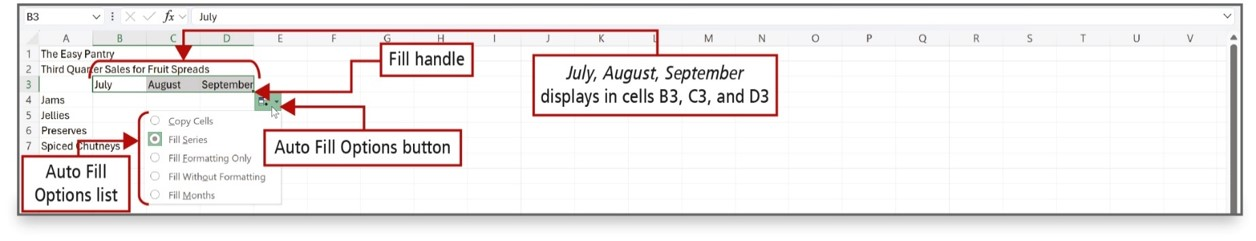 B3 fx July
A B C D E F G H I J K L M N O P Q R S T U V
1 The Easy Pantry
2 Third Quarter Sales for Fruit Spreads
3 July August September
4 Jams
5 Jellies
6 Preserves
7 Spiced Chutneys
Copy Cells
Fill Series
Fill Formatting Only
Fill Without Formatting
Fill Months
Fill handle
July, August, September
displays in cells B3, C3, and D3
Auto Fill Options button
Auto Fill
Options list